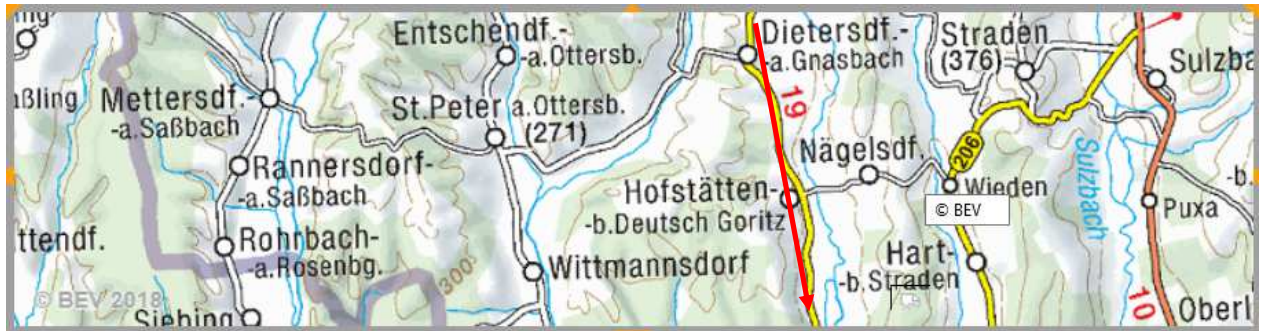 Entschendf.-
-a.Ottersb.
Dietersdf.-
-a.Gnasbach
Straden
(376)
Sulzba
aßling
Mettersdf.-
-a.Saßbach
St.Peter a.Ottersb.
(271)
19
Nägelsdf.
206
Wieden
Sulzbach
Rannersdorf-
-a.Saßbach
Hofstätten-
-b.Deutsch Goritz
© BEV
Puxa
-b.
ttendf.
Rohrbach-
-a.Rosenbg.
300
Wittmannsdorf
Hart-
-b.Straden
10
Oberl
© BEV 2018
Siebing